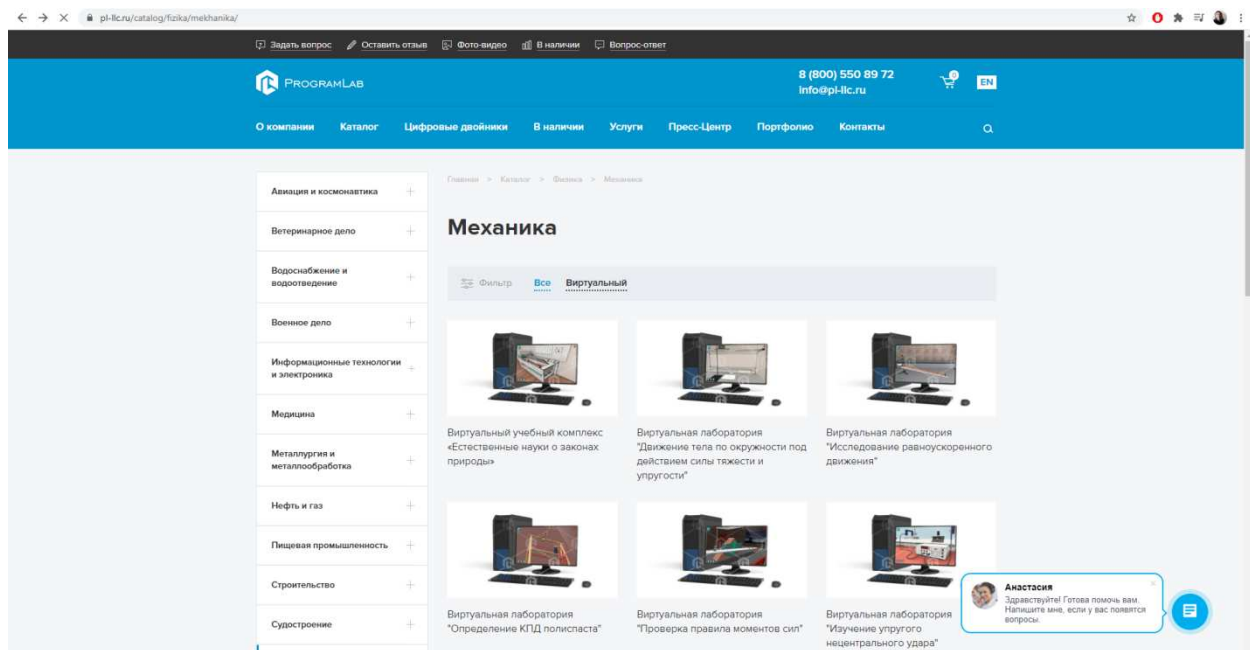 pl-llc.ru/catalog/fizika/mekhanika/
Задать вопрос Оставить отзыв Фото-видео В наличии Вопрос-ответ
PROGRAMLAB
8 (800) 550 89 72
info@pl-llc.ru
0
EN
О компании Каталог Цифровые двойники В наличии Услуги Пресс-Центр Портфолио Контакты
Авиация и космонавтика
Ветеринарное дело
Водоснабжение и
водоотведение
Военное дело
Информационные технологии
и электроника
Медицина
Металлургия и
металлообработка
Нефть и газ
Пищевая промышленность
Строительство
Судостроение
Главная > Каталог > Физика > Механика
Механика
Фильтр Все Виртуальный
Виртуальный учебный комплекс
«Естественные науки о законах
природы»
Виртуальная лаборатория
"Движение тела по окружности под
действием силы тяжести и
упругости"
Виртуальная лаборатория
"Исследование равноускоренного
движения"
Виртуальная лаборатория
"Определение КПД полиспаста"
Виртуальная лаборатория
"Проверка правила моментов сил"
Виртуальная лаборатория
"Изучение упругого
нецентрального удара"
Анастасия
Здравствуйте! Готова помочь вам.
Напишите мне, если у вас появятся
вопросы.